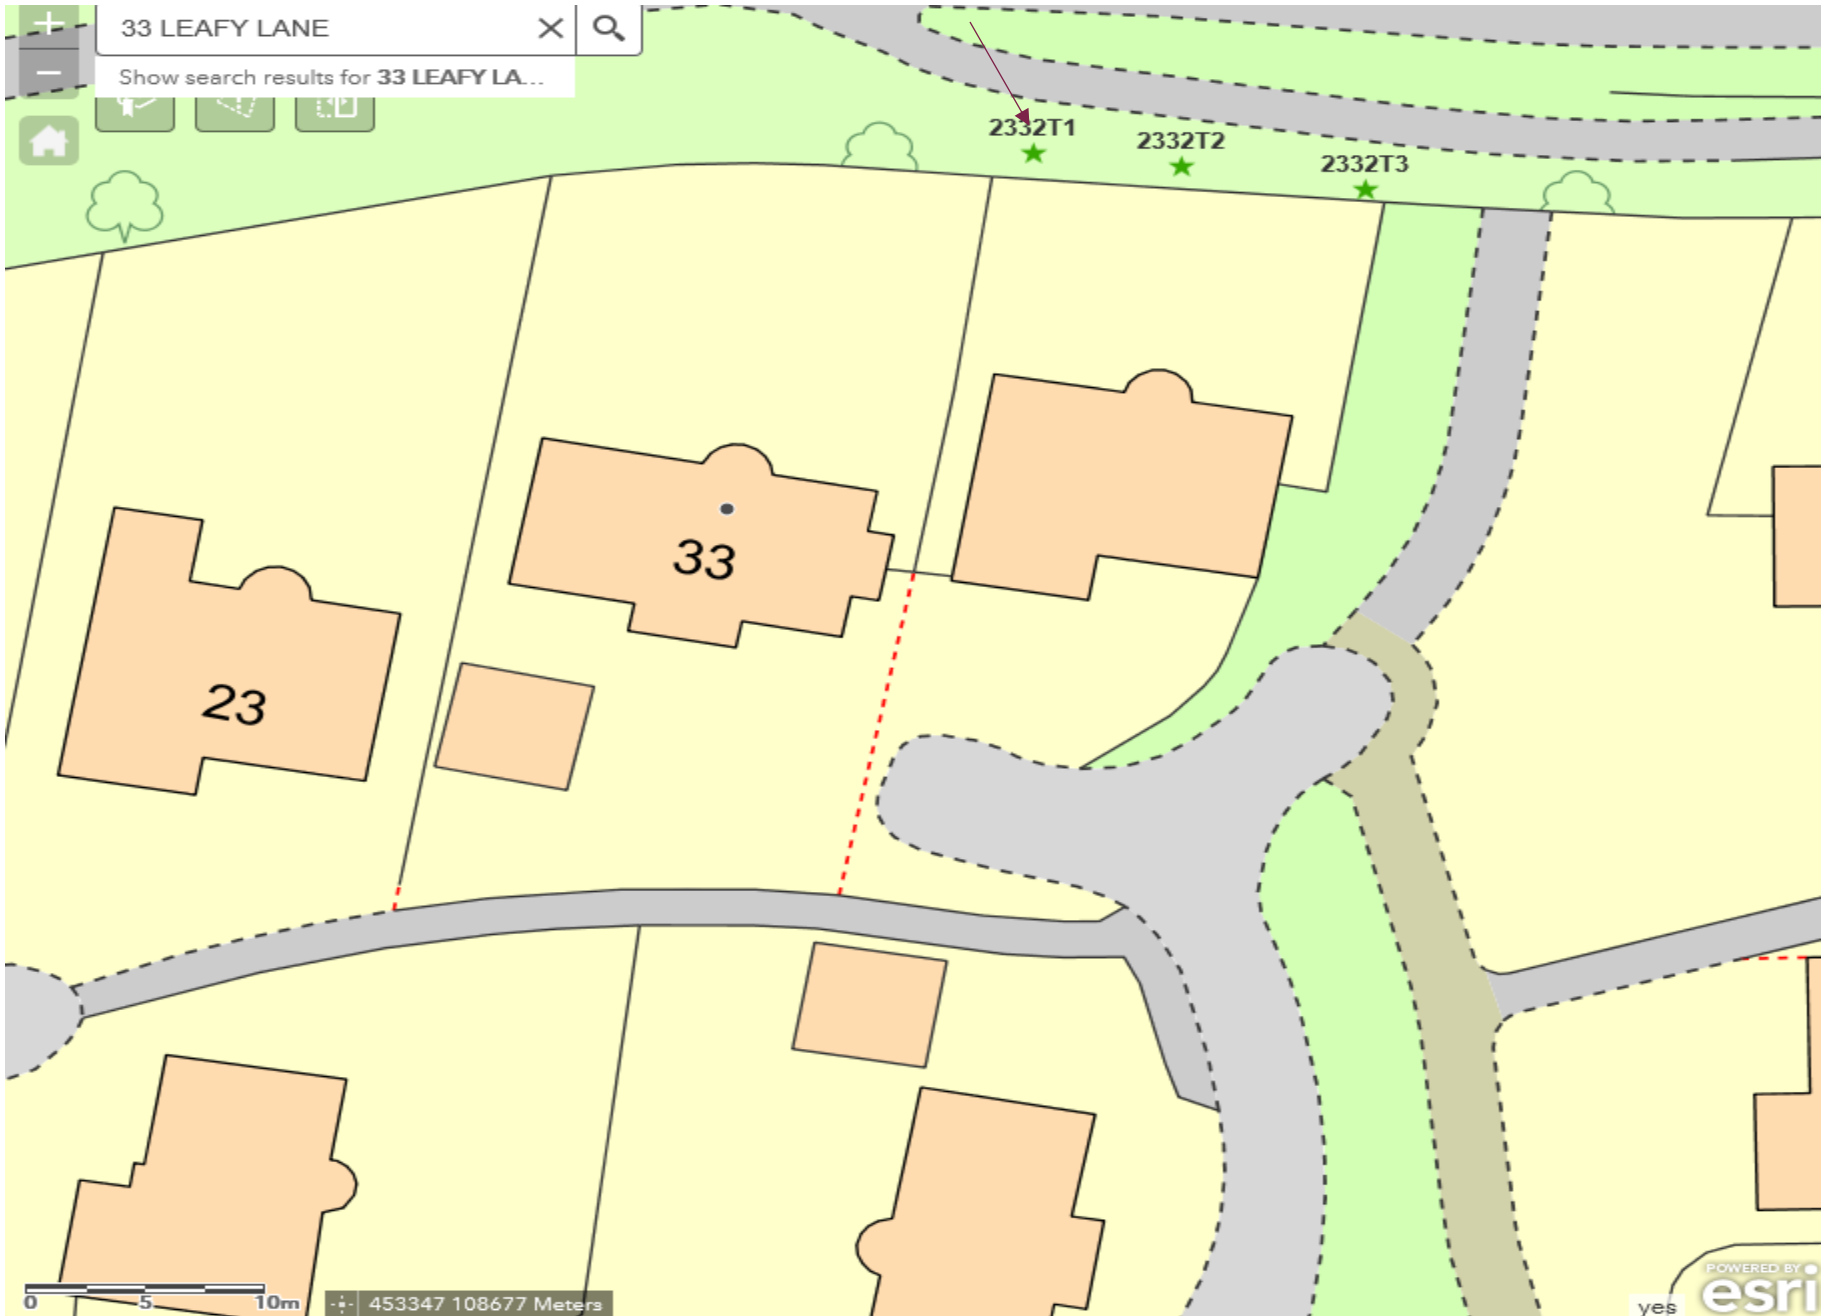 +
33 LEAFY LANE
−
Show search results for 33 LEAFY LA...
2332T1
2332T2
2332T3
33
23
0 5 10m
453347 108677 Meters
yes
POWERED BY
esri